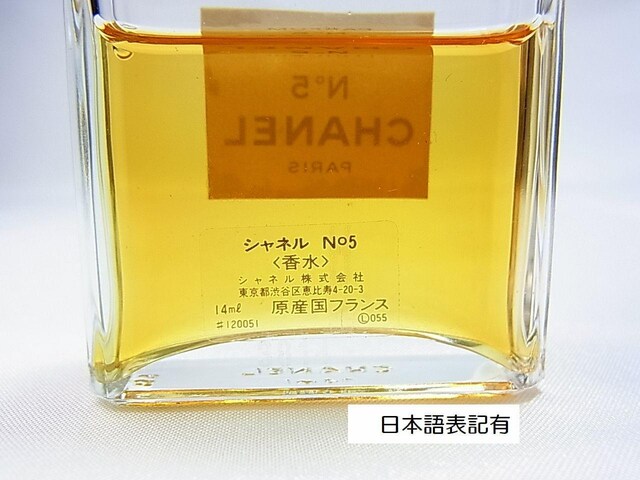 N°5
CHANEL
PARIS
シャネル N○5
〈香水〉
シャネル株式会社
東京都渋谷区恵比寿4-20-3
14㎖ 原産国フランス
#120051 Ⓛ055
CHANEL
日本語表記有